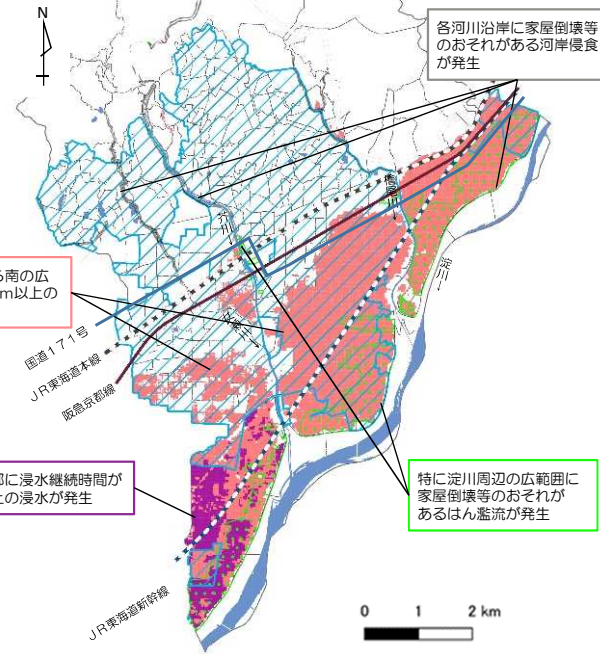 N
各河川沿岸に家屋倒壊等
のおそれがある河岸侵食
が発生
る南の広
m以上の
国道171号
JR東海道本線
阪急京都線
淀川
部に浸水継続時間が
上の浸水が発生
特に淀川周辺の広範囲に
家屋倒壊等のおそれが
あるはん濫流が発生
JR東海道新幹線
0 1 2 km